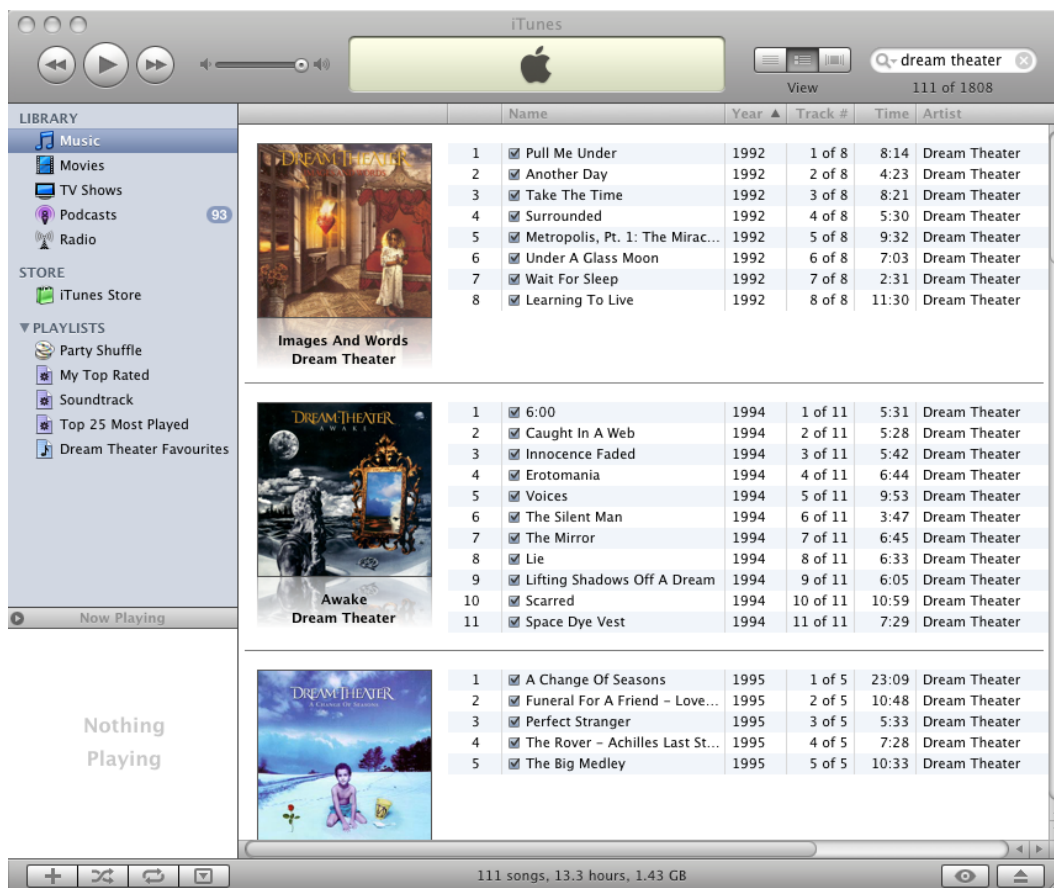 iTunes
dream theater
View
111 of 1808
LIBRARY
Music
Movies
TV Shows
Podcasts 93
Radio
STORE
iTunes Store
PLAYLISTS
Party Shuffle
My Top Rated
Soundtrack
Top 25 Most Played
Dream Theater Favourites
Now Playing
Nothing
Playing
Name Year Track # Time Artist
DREAM THEATER
IMAGES AND WORDS
Images And Words
Dream Theater
1 Pull Me Under 1992 1 of 8 8:14 Dream Theater
2 Another Day 1992 2 of 8 4:23 Dream Theater
3 Take The Time 1992 3 of 8 8:21 Dream Theater
4 Surrounded 1992 4 of 8 5:30 Dream Theater
5 Metropolis, Pt. 1: The Mirac... 1992 5 of 8 9:32 Dream Theater
6 Under A Glass Moon 1992 6 of 8 7:03 Dream Theater
7 Wait For Sleep 1992 7 of 8 2:31 Dream Theater
8 Learning To Live 1992 8 of 8 11:30 Dream Theater
DREAM THEATER
AWAKE
Awake
Dream Theater
1 6:00 1994 1 of 11 5:31 Dream Theater
2 Caught In A Web 1994 2 of 11 5:28 Dream Theater
3 Innocence Faded 1994 3 of 11 5:42 Dream Theater
4 Erotomania 1994 4 of 11 6:44 Dream Theater
5 Voices 1994 5 of 11 9:53 Dream Theater
6 The Silent Man 1994 6 of 11 3:47 Dream Theater
7 The Mirror 1994 7 of 11 6:45 Dream Theater
8 Lie 1994 8 of 11 6:33 Dream Theater
9 Lifting Shadows Off A Dream 1994 9 of 11 6:05 Dream Theater
10 Scarred 1994 10 of 11 10:59 Dream Theater
11 Space Dye Vest 1994 11 of 11 7:29 Dream Theater
DREAM THEATER
A CHANGE OF SEASONS
1 A Change Of Seasons 1995 1 of 5 23:09 Dream Theater
2 Funeral For A Friend – Love... 1995 2 of 5 10:48 Dream Theater
3 Perfect Stranger 1995 3 of 5 5:33 Dream Theater
4 The Rover – Achilles Last St... 1995 4 of 5 7:28 Dream Theater
5 The Big Medley 1995 5 of 5 10:33 Dream Theater
111 songs, 13.3 hours, 1.43 GB